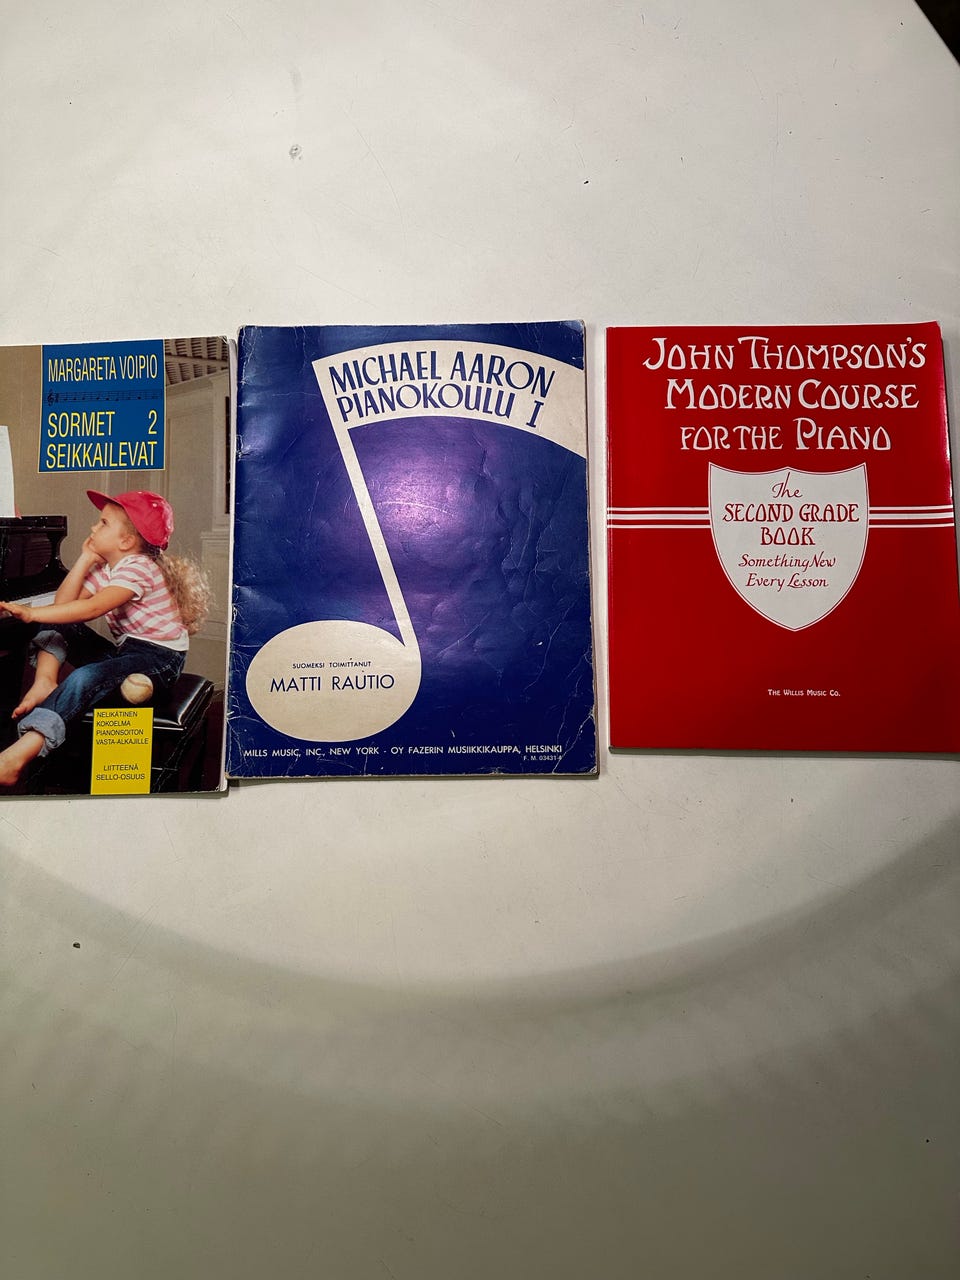 MARGARETA VOIPIO
SORMET 2
SEIKKAILEVAT
NELIKÄTINEN
KOKOELMA
PIANONSOITON
VASTA-ALKAJILLE
LIITTEENÄ
SELLO-OSUUS
MICHAEL AARON
PIANOKOULU I
SUOMEKSI TOIMITTANUT
MATTI RAUTIO
MILLS MUSIC, INC., NEW YORK - OY FAZERIN MUSIIKKIKAUPPA, HELSINKI
F. M. 03431-4
JOHN THOMPSON'S
MODERN COURSE
FOR THE PIANO
The
SECOND GRADE
BOOK
Something New
Every Lesson
THE WILLIS MUSIC CO.